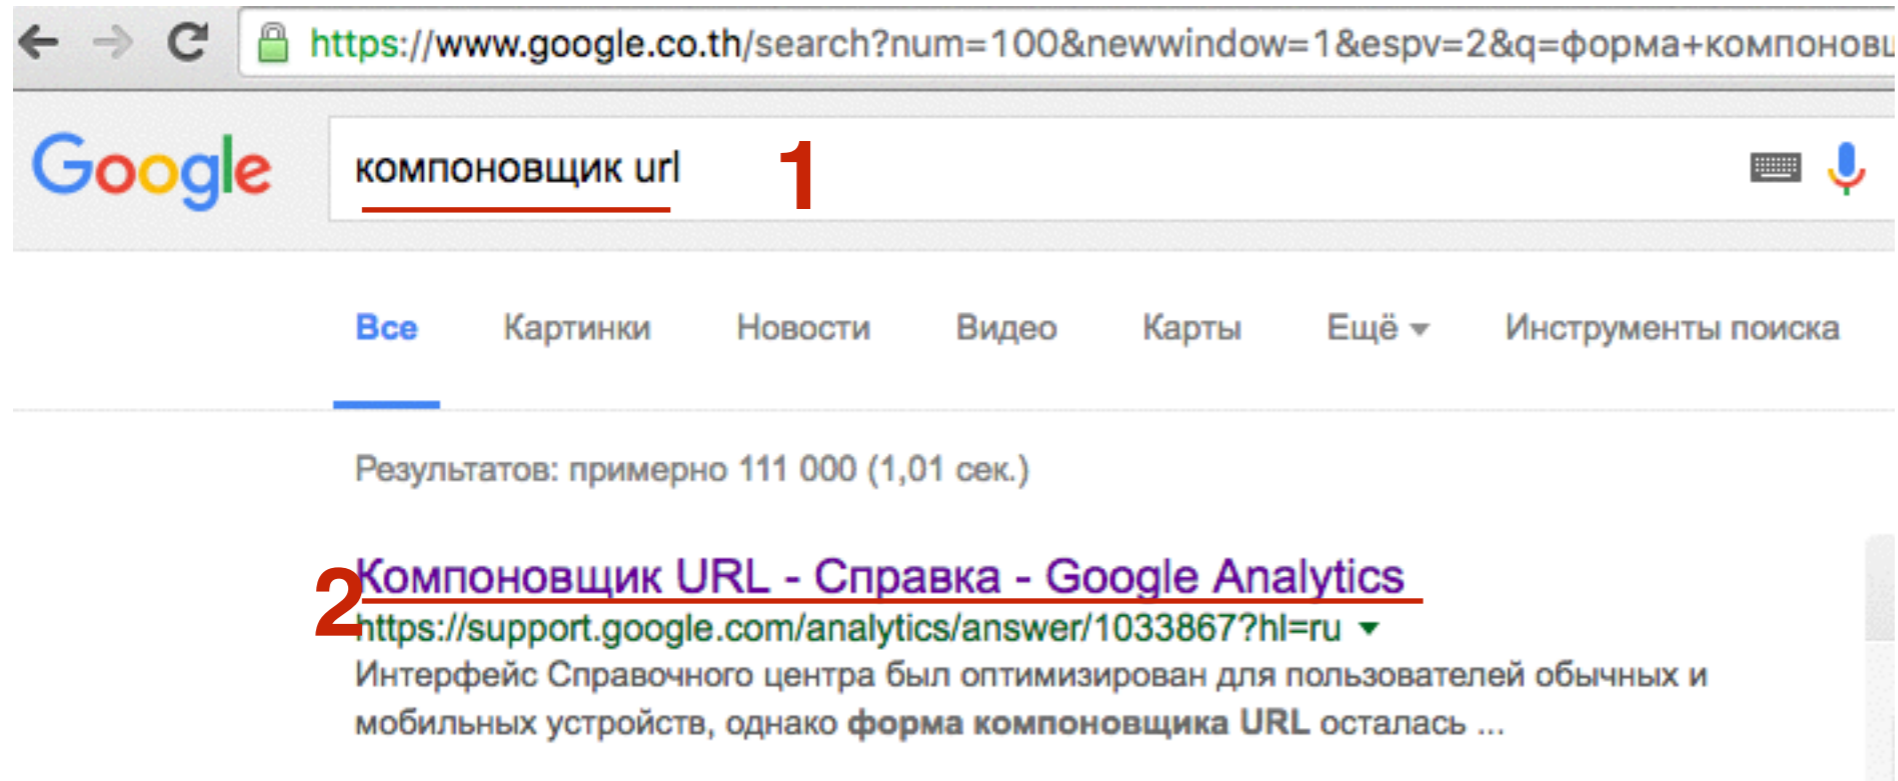 https://www.google.co.th/search?num=100&newwindow=1&espv=2&q=форма+компонов
Google
компоновщик url 1
Все Картинки Новости Видео Карты Ещё Инструменты поиска
Результатов: примерно 111 000 (1,01 сек.)
2 Компоновщик URL - Справка - Google Analytics
https://support.google.com/analytics/answer/1033867?hl=ru
Интерфейс Справочного центра был оптимизирован для пользователей обычных и
мобильных устройств, однако форма компоновщика URL осталась ...